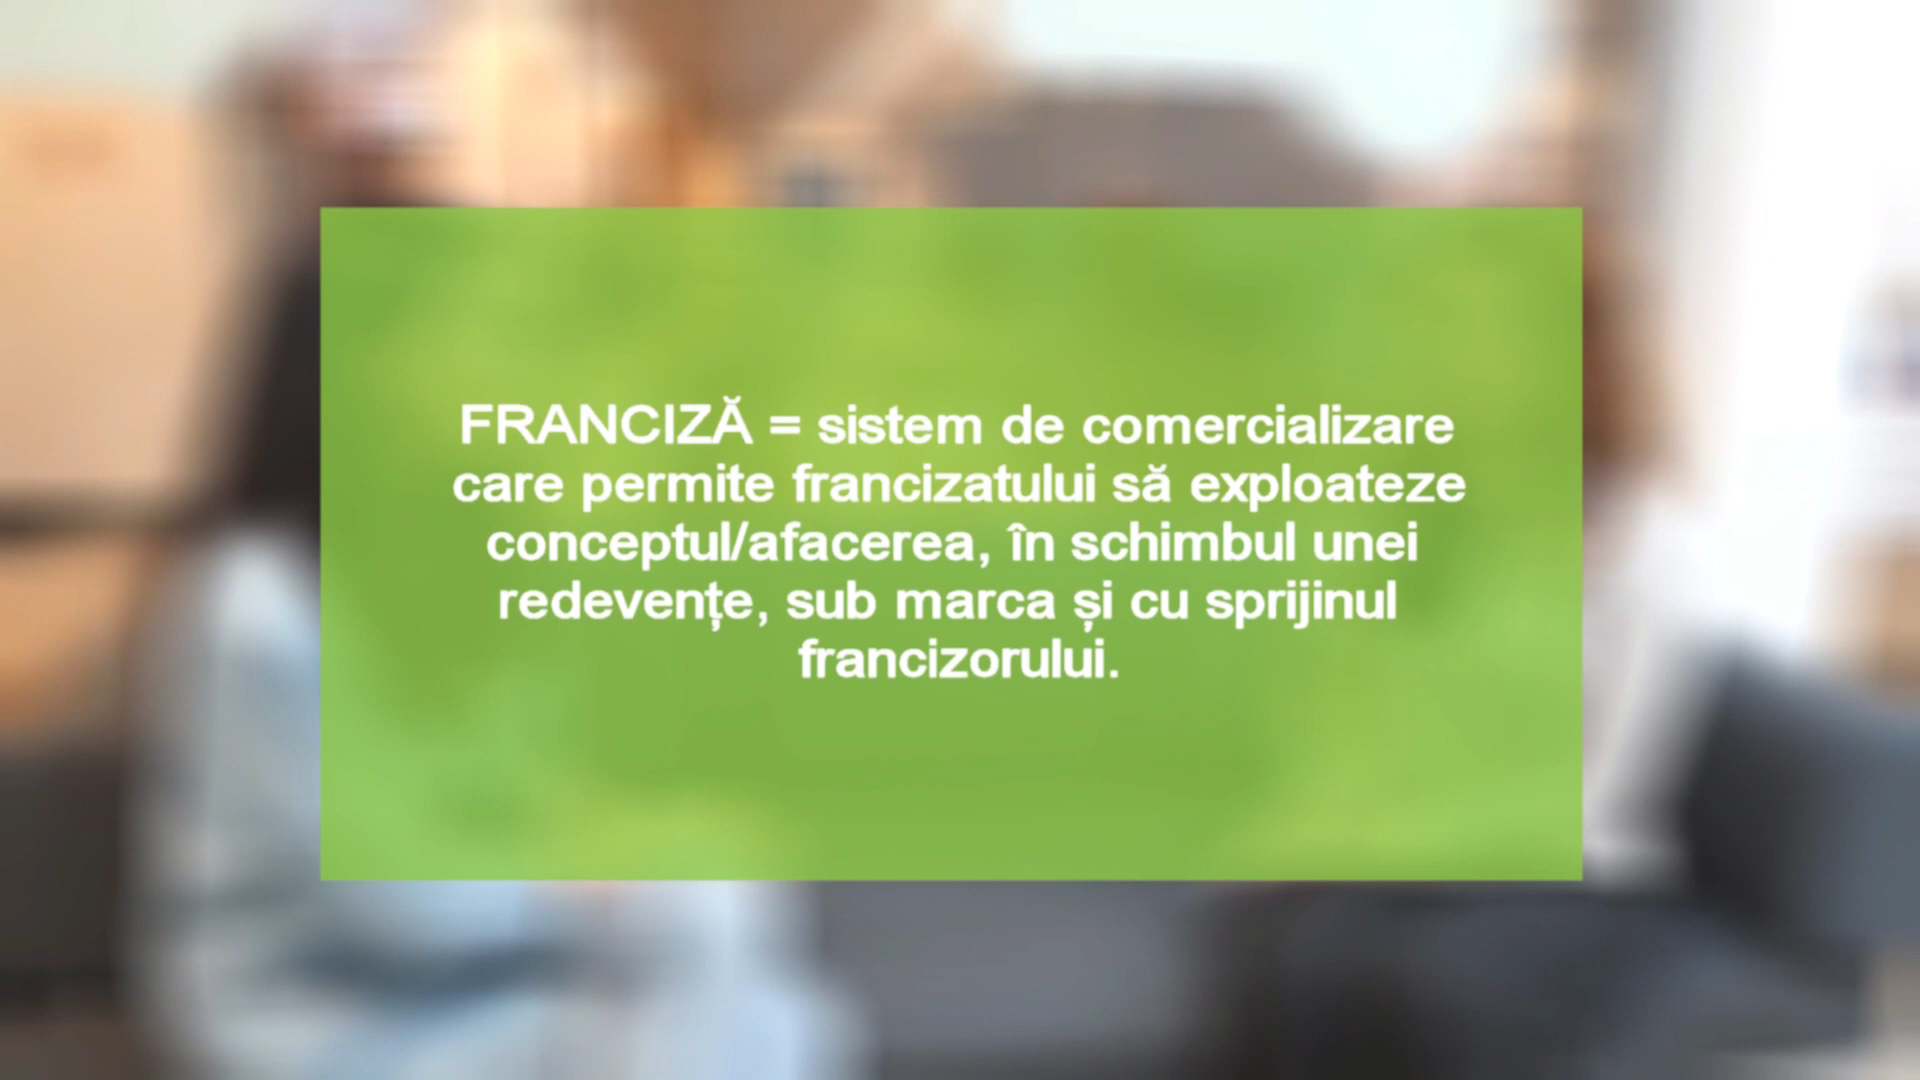 FRANCIZĂ = sistem de comercializare
care permite francizatului să exploateze
conceptul/afacerea, în schimbul unei
redevențe, sub marca și cu sprijinul
francizorului.